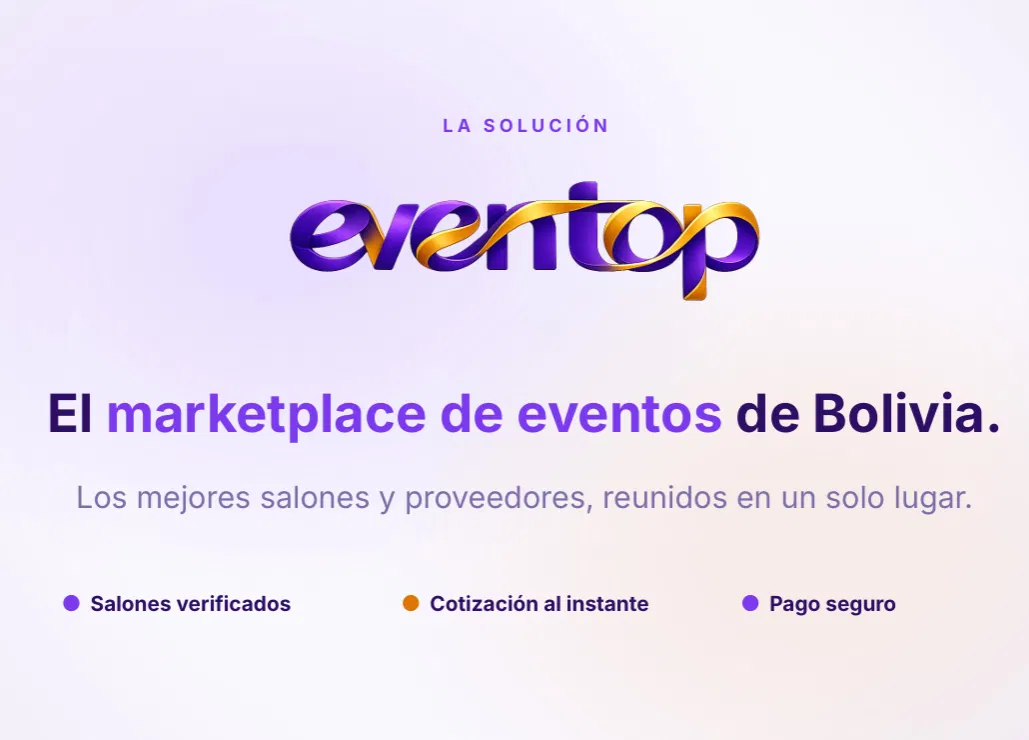 LA SOLUCIÓN
eventop
El marketplace de eventos de Bolivia.
Los mejores salones y proveedores, reunidos en un solo lugar.
Salones verificados
Cotización al instante
Pago seguro